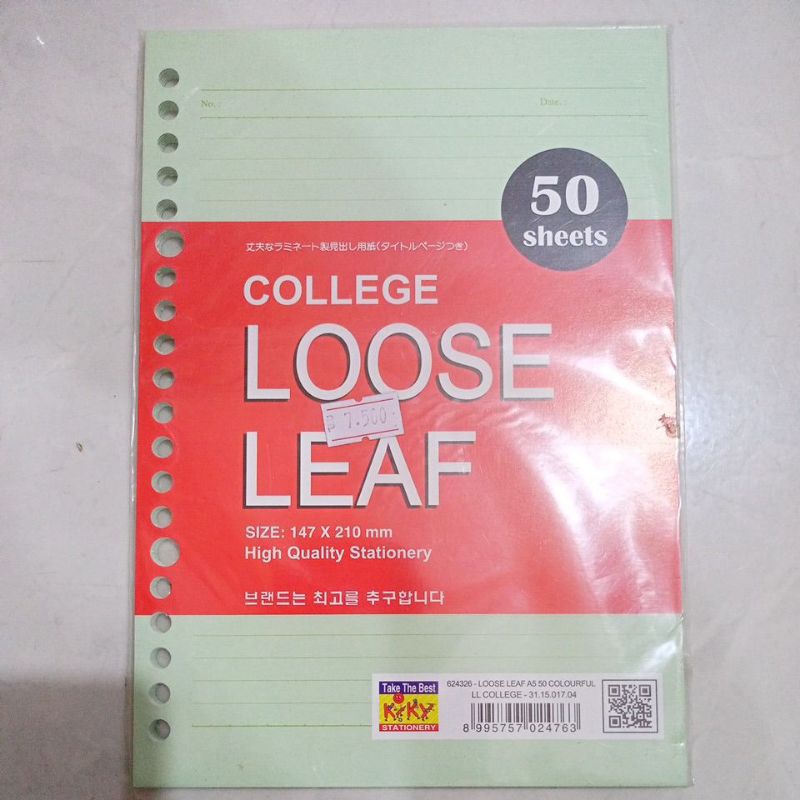 No. :
Date. :
50
sheets
丈夫なラミネート製見出し用紙(タイトルページつき)
COLLEGE
LOOSE
7.500
LEAF
SIZE: 147 X 210 mm
High Quality Stationery
브랜드는 최고를 추구합니다
Take The Best
KiKY
STATIONERY
624326 - LOOSE LEAF A5 50 COLOURFUL
LL COLLEGE - 31.15.017.04
8 995757 024763